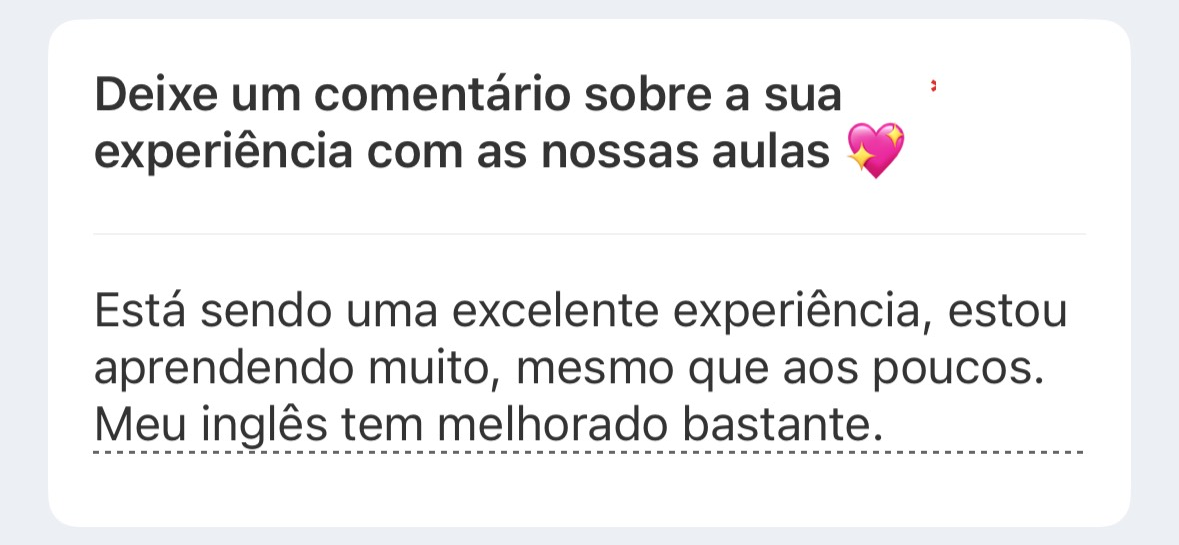 Deixe um comentário sobre a sua
experiência com as nossas aulas 💖
Está sendo uma excelente experiência, estou
aprendendo muito, mesmo que aos poucos.
Meu inglês tem melhorado bastante.